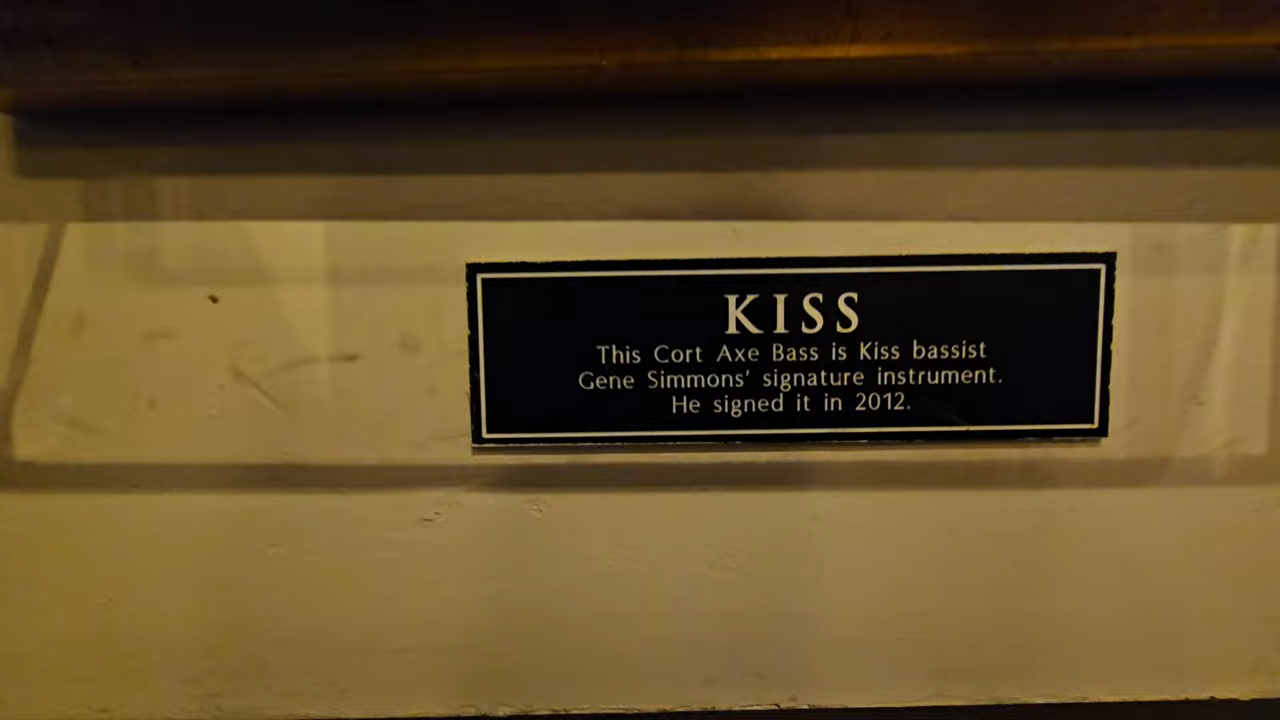 KISS
This Cort Axe Bass is Kiss bassist
Gene Simmons' signature instrument.
He signed it in 2012.